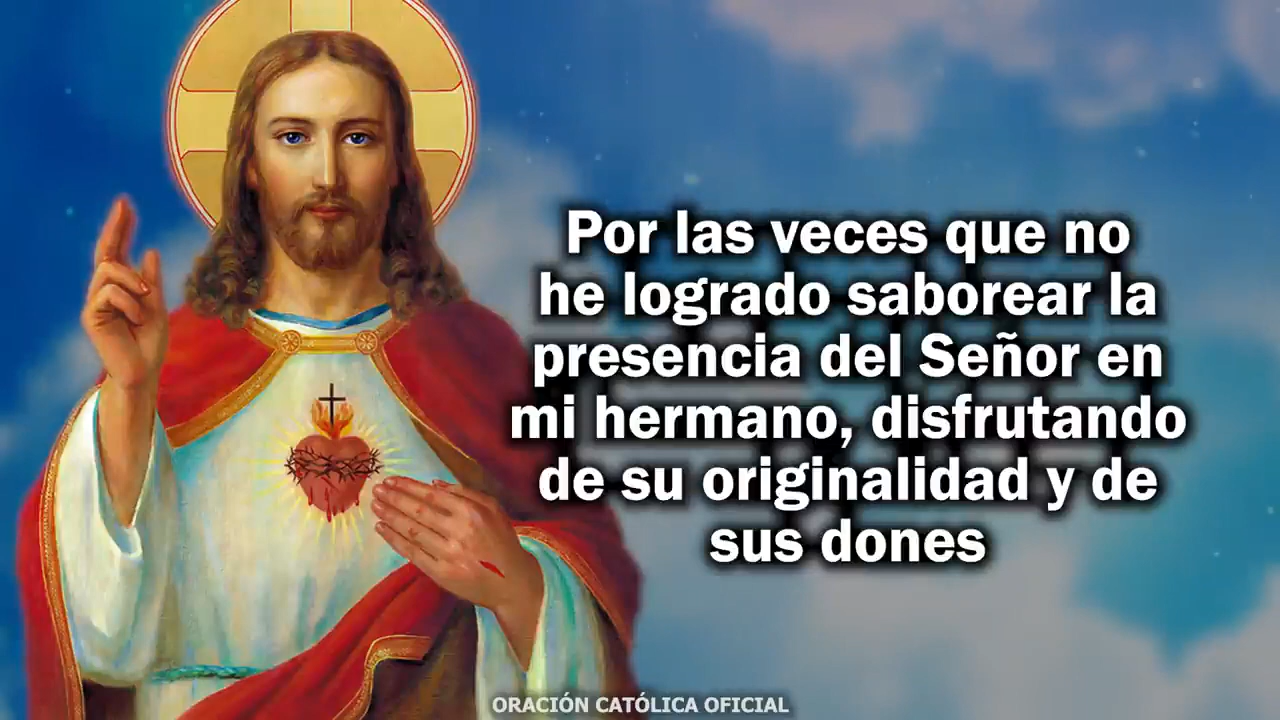 Por las veces que no
he logrado saborear la
presencia del Señor en
mi hermano, disfrutando
de su originalidad y de
sus dones
ORACIÓN CATÓLICA OFICIAL